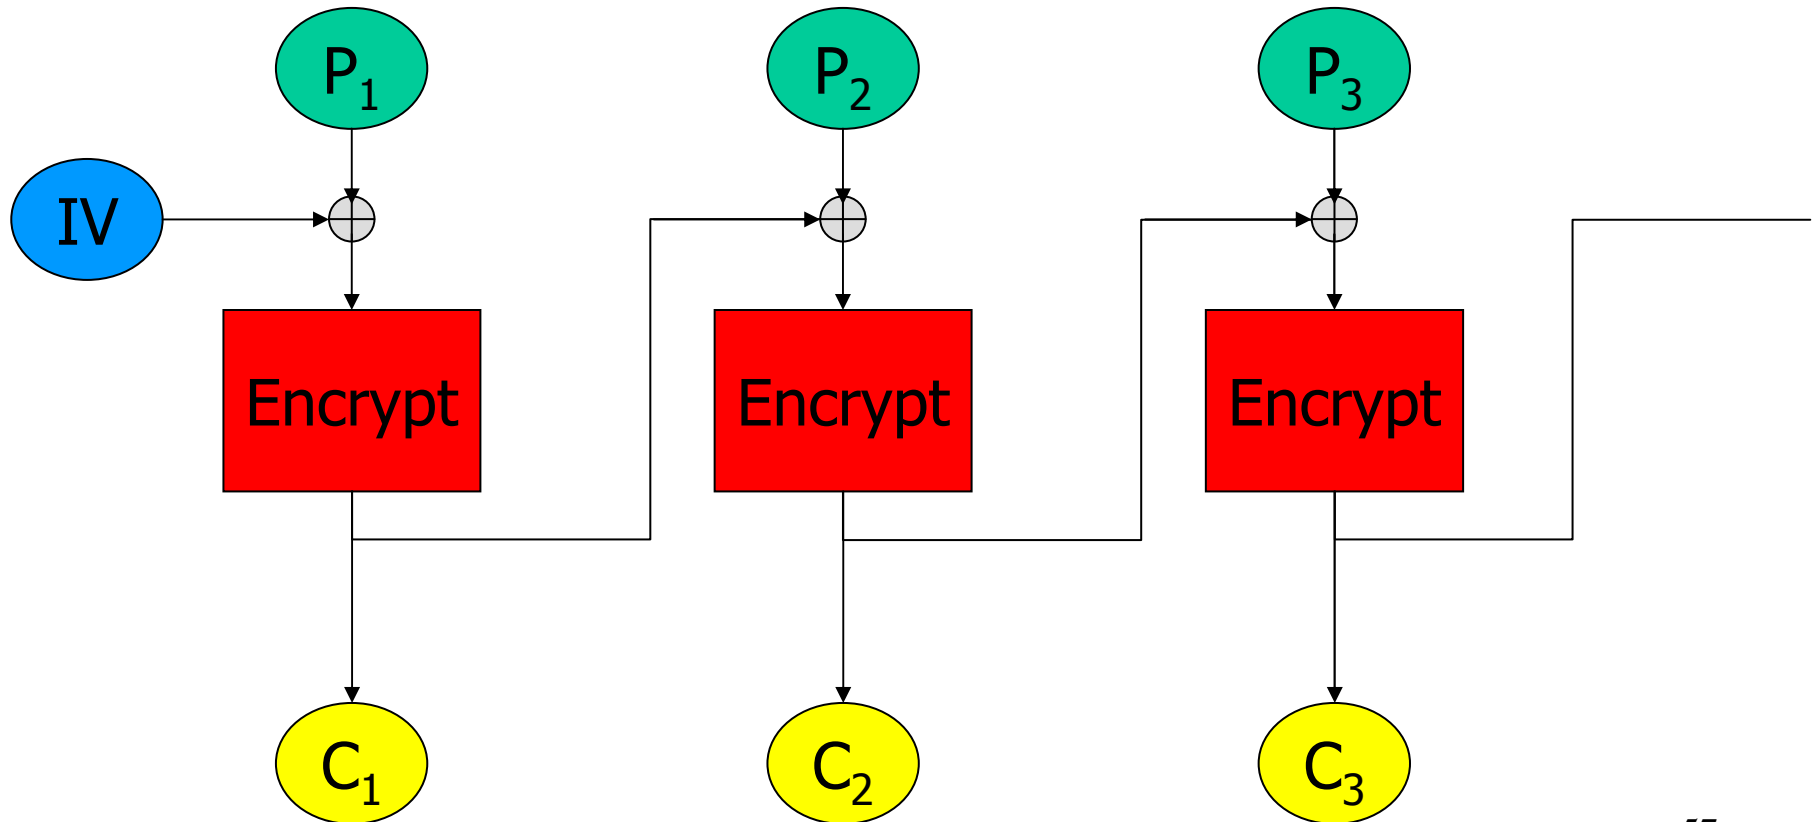 P₁ P₂ P₃
IV
Encrypt Encrypt Encrypt
C₁ C₂ C₃